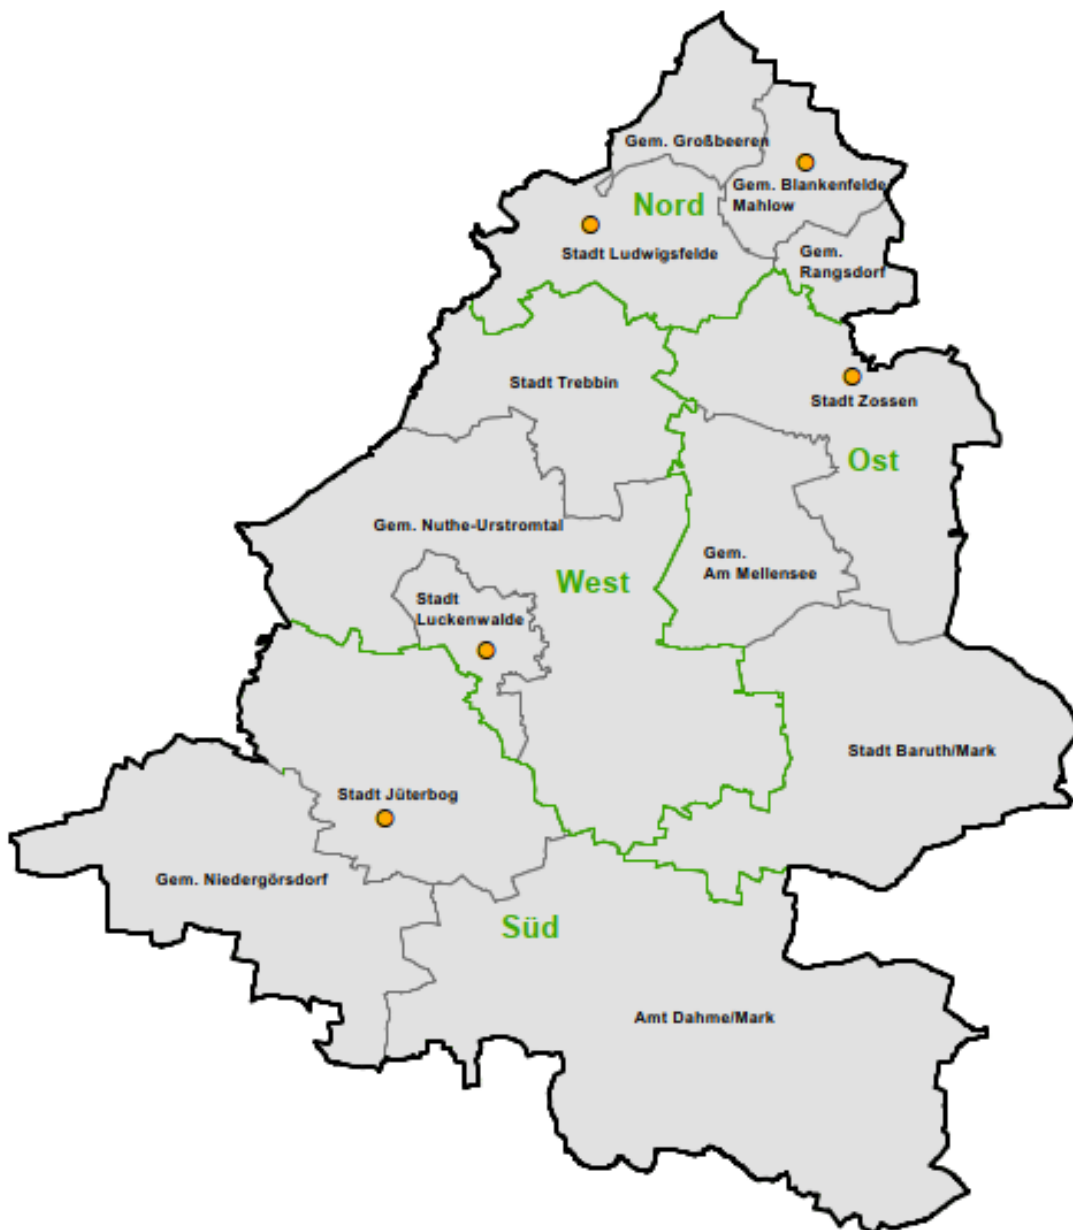 Gem. Großbeeren
Gem. Blankenfelde
Mahlow
Nord
Stadt Ludwigsfelde
Gem.
Rangsdorf
Stadt Trebbin
Stadt Zossen
Ost
Gem. Nuthe-Urstromtal
Gem.
Am Mellensee
West
Stadt
Luckenwalde
Stadt Baruth/Mark
Stadt Jüterbog
Gem. Niedergörsdorf
Süd
Amt Dahme/Mark